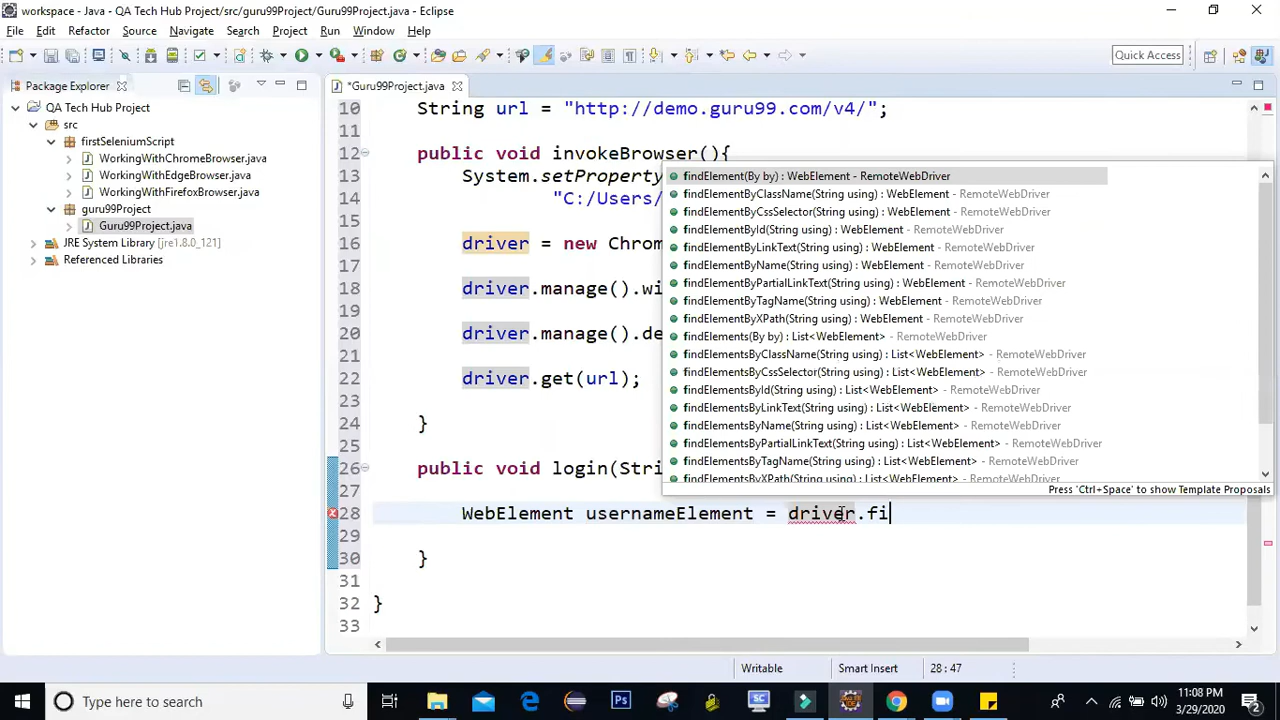 workspace - Java - QA Tech Hub Project/src/guru99Project/Guru99Project.java - Eclipse
File Edit Refactor Source Navigate Search Project Run Window Help
Quick Access
Package Explorer
*Guru99Project.java
QA Tech Hub Project
src
firstSeleniumScript
WorkingWithChromeBrowser.java
WorkingWithEdgeBrowser.java
WorkingWithFirefoxBrowser.java
guru99Project
Guru99Project.java
JRE System Library [jre1.8.0_121]
Referenced Libraries
10 String url = "http://demo.guru99.com/v4/";
11
12 public void invokeBrowser(){
13 System.setProperty
14 "C:/Users/
15
16 driver = new Chrom
17
18 driver.manage().wi
19
20 driver.manage().de
21
22 driver.get(url);
23
24 }
25
26 public void login(Stri
27
28 WebElement usernameElement = driver.fi
30 }
31
32 }
33
findElement(By by) : WebElement - RemoteWebDriver
findElementByClassName(String using) : WebElement - RemoteWebDriver
findElementByCssSelector(String using) : WebElement - RemoteWebDriver
findElementById(String using) : WebElement - RemoteWebDriver
findElementByLinkText(String using) : WebElement - RemoteWebDriver
findElementByName(String using) : WebElement - RemoteWebDriver
findElementByPartialLinkText(String using) : WebElement - RemoteWebDriver
findElementByTagName(String using) : WebElement - RemoteWebDriver
findElementByXPath(String using) : WebElement - RemoteWebDriver
findElements(By by) : List<WebElement> - RemoteWebDriver
findElementsByClassName(String using) : List<WebElement> - RemoteWebDriver
findElementsByCssSelector(String using) : List<WebElement> - RemoteWebDriver
findElementsById(String using) : List<WebElement> - RemoteWebDriver
findElementsByLinkText(String using) : List<WebElement> - RemoteWebDriver
findElementsByName(String using) : List<WebElement> - RemoteWebDriver
findElementsByPartialLinkText(String using) : List<WebElement> - RemoteWebDriver
findElementsByTagName(String using) : List<WebElement> - RemoteWebDriver
findElementsByXPath(String using) : List<WebElement> - RemoteWebDriver
Press 'Ctrl+Space' to show Template Proposals
Writable Smart Insert 28 : 47
Type here to search
11:08 PM
3/29/2020
2